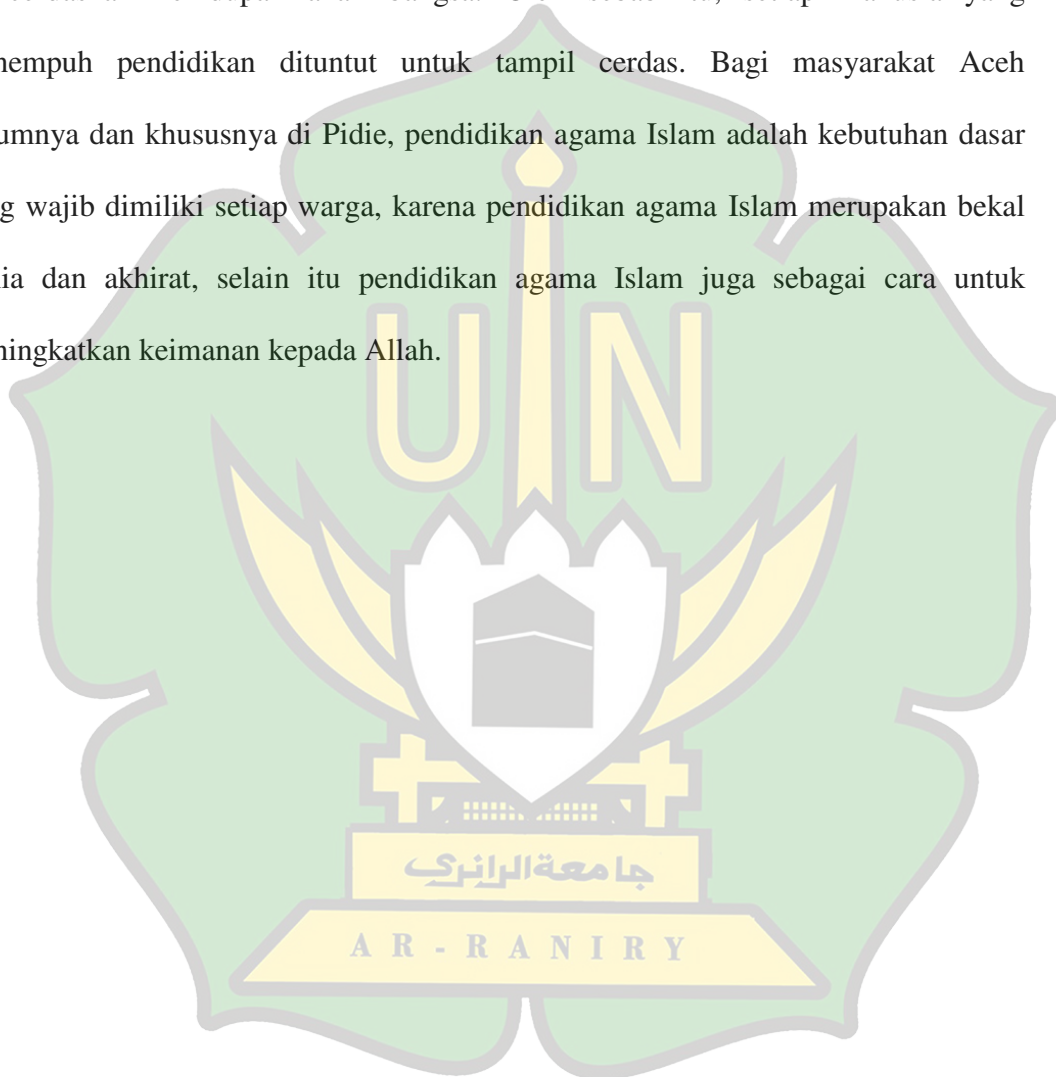 mempuh pendidikan dituntut untuk tampil cerdas. Bagi masyarakat Aceh
umnya dan khususnya di Pidie, pendidikan agama Islam adalah kebutuhan dasar
g wajib dimiliki setiap warga, karena pendidikan agama Islam merupakan bekal
ia dan akhirat, selain itu pendidikan agama Islam juga sebagai cara untuk
ningkatkan keimanan kepada Allah.
UIN
جامعة الرانري
AR-RANIRY